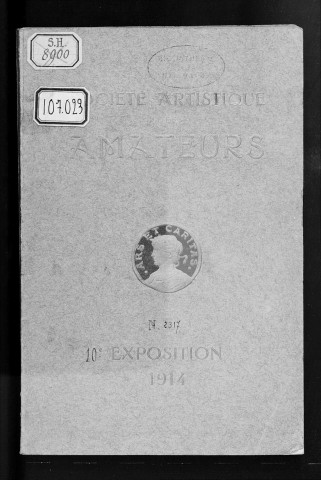 S.H.
8900
107.023
SOCIÉTÉ ARTISTIQUE
AMATEURS
ARS ET CARITAS
N. 2317
10e EXPOSITION
1914